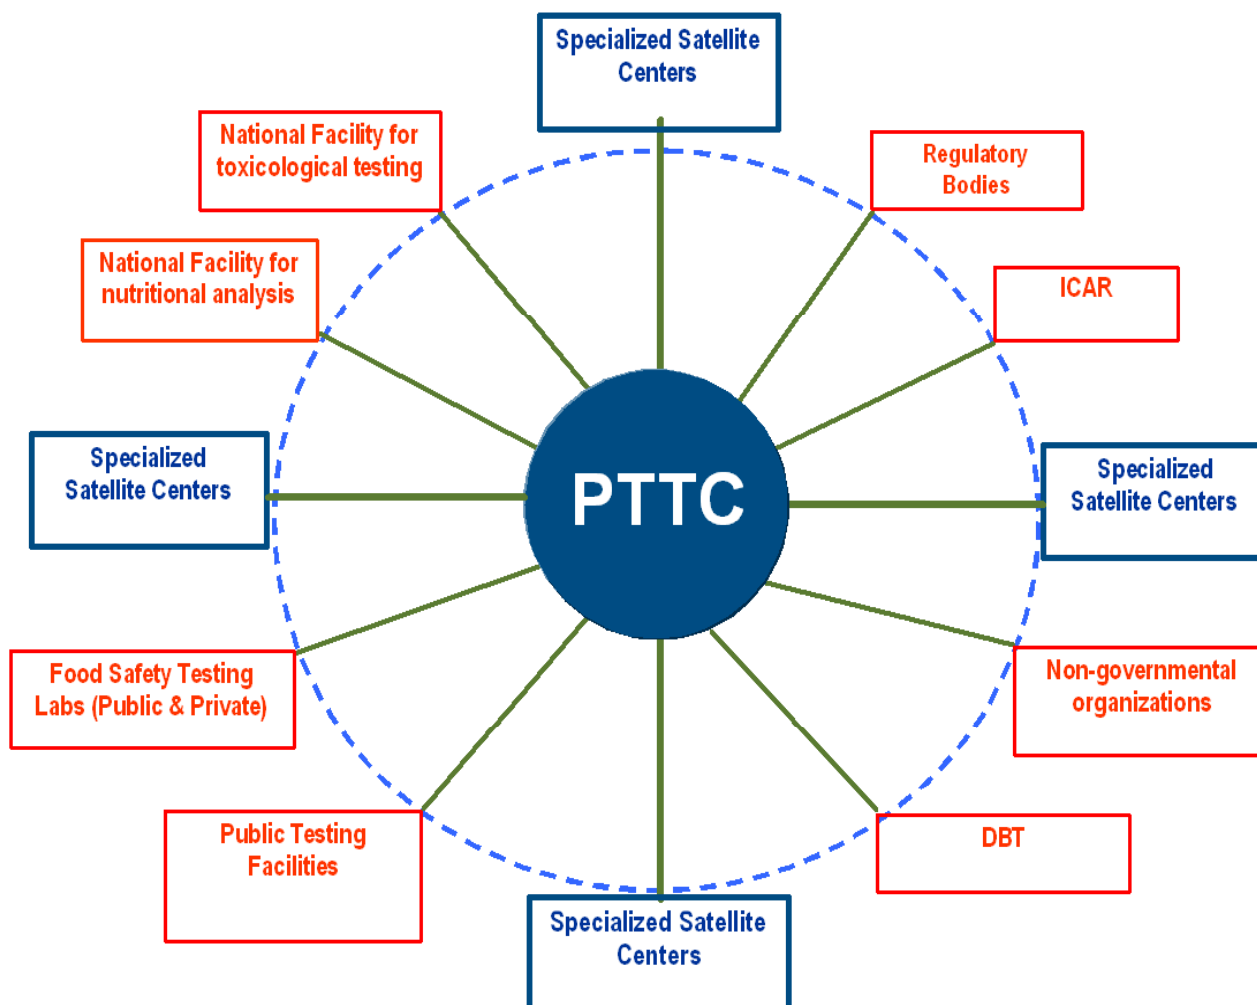 Specialized Satellite
Centers
National Facility for
toxicological testing
Regulatory
Bodies
National Facility for
nutritional analysis
ICAR
Specialized
Satellite Centers
PTTC
Specialized
Satellite Centers
Food Safety Testing
Labs (Public & Private)
Non-governmental
organizations
Public Testing
Facilities
DBT
Specialized Satellite
Centers